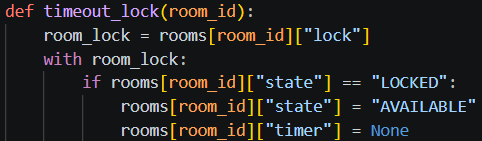 def timeout_lock(room_id):
    room_lock = rooms[room_id]["lock"]
    with room_lock:
        if rooms[room_id]["state"] == "LOCKED":
            rooms[room_id]["state"] = "AVAILABLE"
            rooms[room_id]["timer"] = None